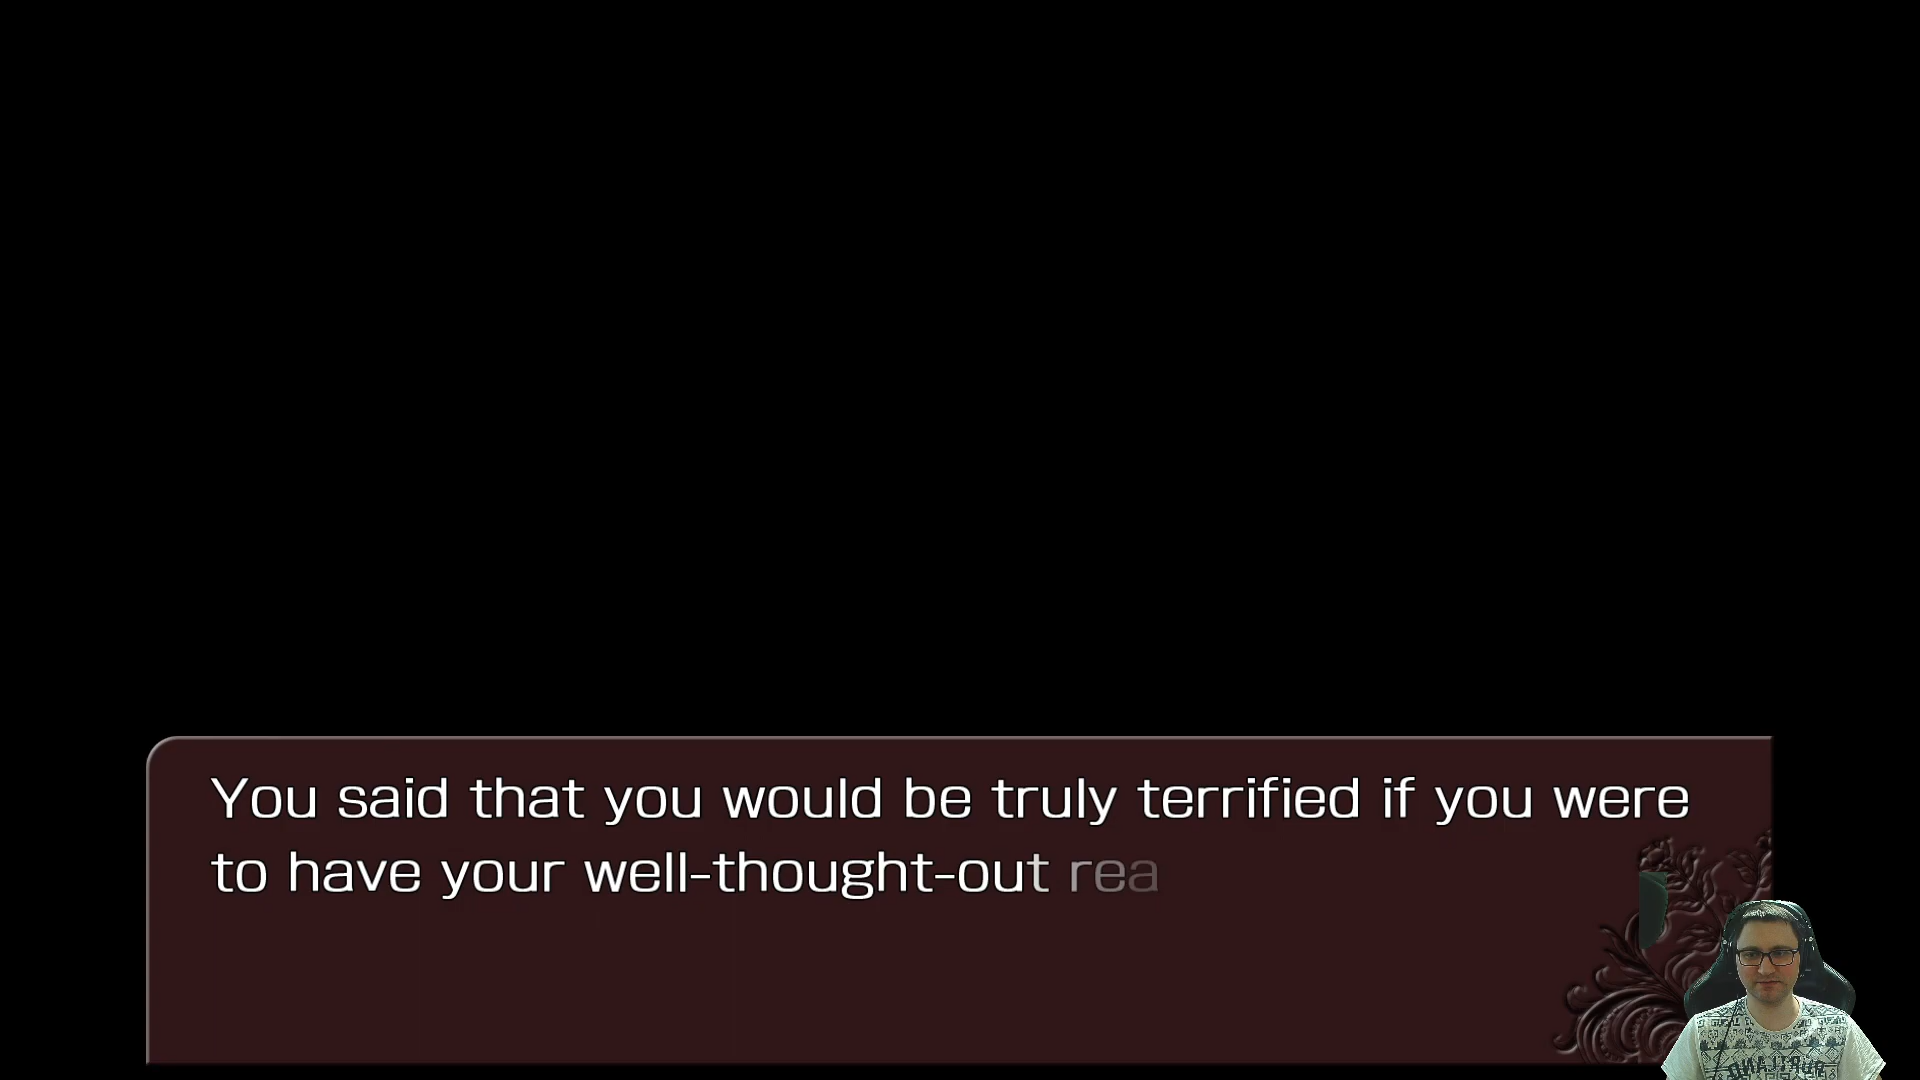 You said that you would be truly terrified if you were
to have your well-thought-out rea